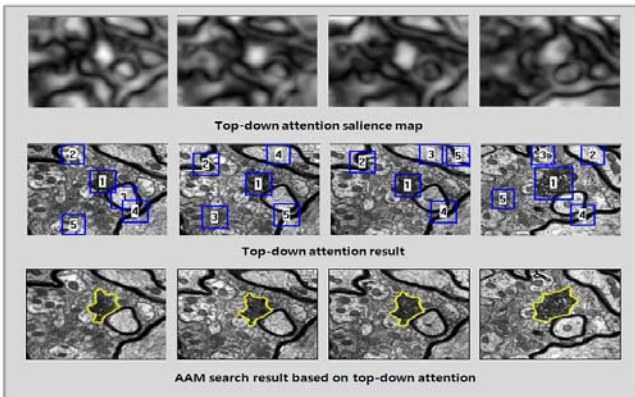 Top-down attention salience map
2 1 3 4 5
2 4 1 3 5
2 3 5 1 4
3 2 1 5 4
Top-down attention result
AAM search result based on top-down attention